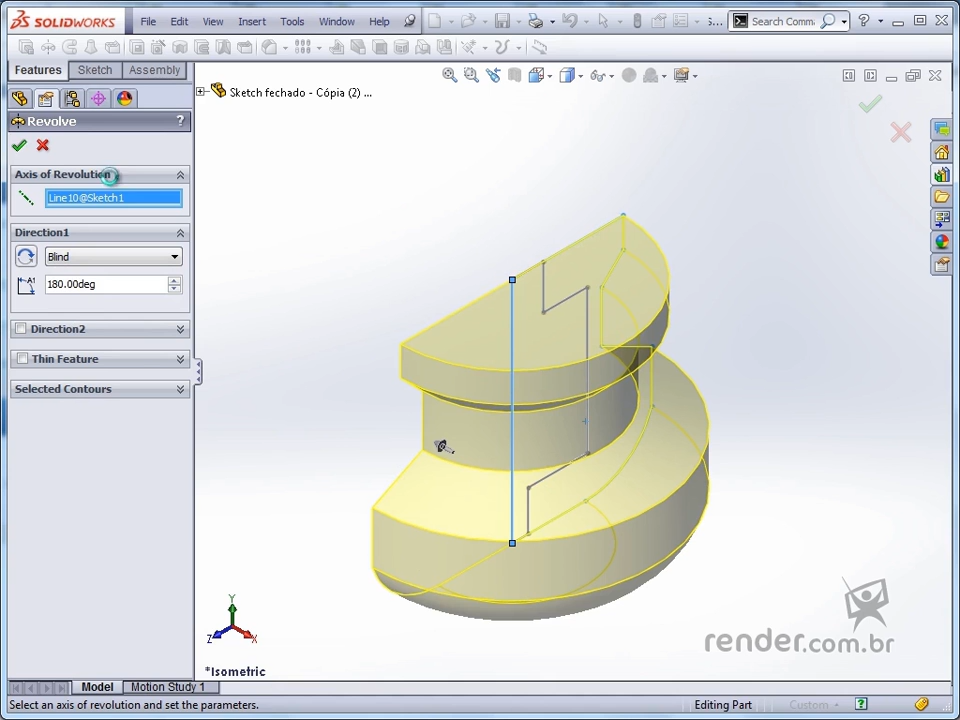 SOLIDWORKS File Edit View Insert Tools Window Help S... Search Comm ?
Features Sketch Assembly
Sketch fechado - Cópia (2) ...
Revolve ?
Axis of Revolution
Line10@Sketch1
Direction1
Blind
A1
180.00deg
Direction2
Thin Feature
Selected Contours
Y
Z X
render.com.br
*Isometric
Model Motion Study 1
Select an axis of revolution and set the parameters. Editing Part Custom ?